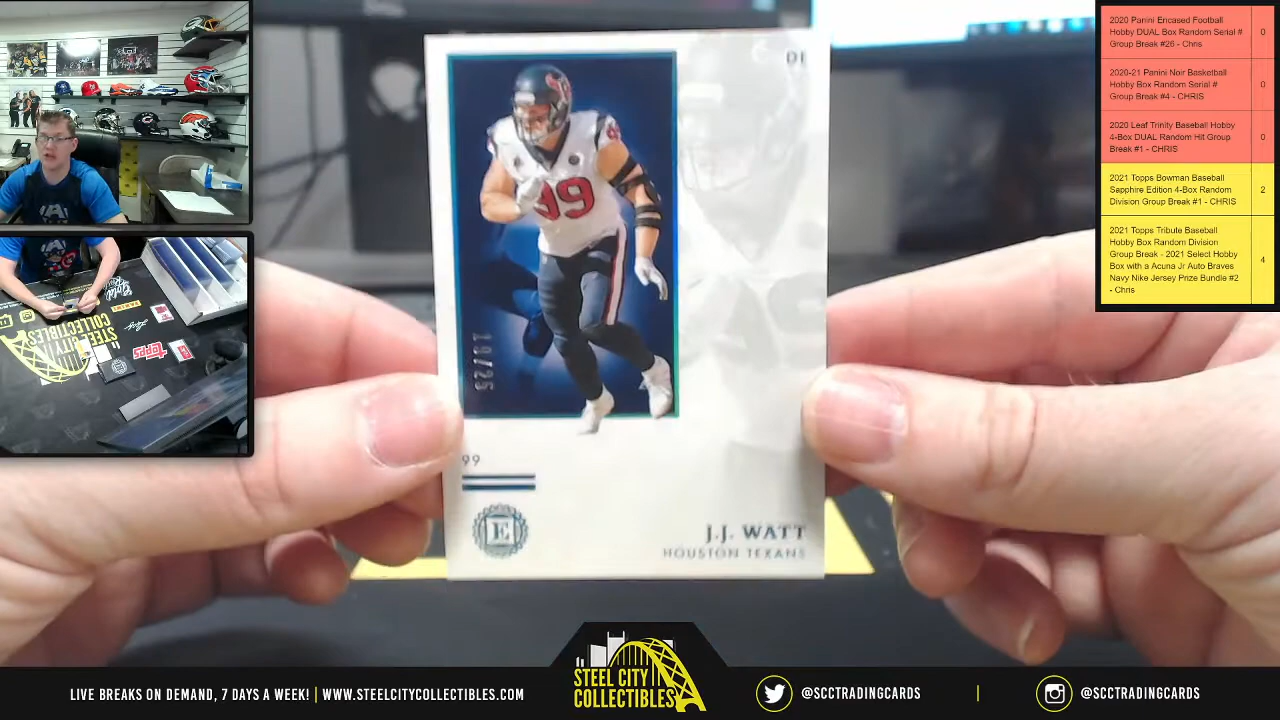 2020 Panini Encased Football
Hobby DUAL Box Random Serial #
Group Break #26 - Chris
0
2020-21 Panini Noir Basketball
Hobby Box Random Serial #
Group Break #4 - CHRIS
0
2020 Leaf Trinity Baseball Hobby
4-Box DUAL Random Hit Group
Break #1 - CHRIS
0
2021 Topps Bowman Baseball
Sapphire Edition 4-Box Random
Division Group Break #1 - CHRIS
2
2021 Topps Tribute Baseball
Hobby Box Random Division
Group Break - 2021 Select Hobby
Box with a Acuna Jr Auto Braves
Navy Nike Jersey Prize Bundle #2
- Chris
4
99
99
E
J.J. WATT
HOUSTON TEXANS
STEEL CITY
COLLECTIBLES
topps
STEEL CITY
COLLECTIBLES
LIVE BREAKS ON DEMAND, 7 DAYS A WEEK! | WWW.STEELCITYCOLLECTIBLES.COM
@SCCTRADINGCARDS
@SCCTRADINGCARDS